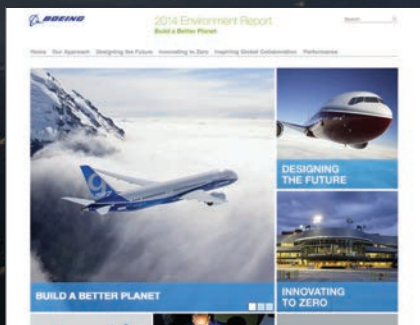 BOEING
2014 Environment Report
Build a Better Planet
Search
Home Our Approach Designing the Future Innovating to Zero Inspiring Global Collaboration Performance
DESIGNING
THE FUTURE
BUILD A BETTER PLANET
INNOVATING
TO ZERO